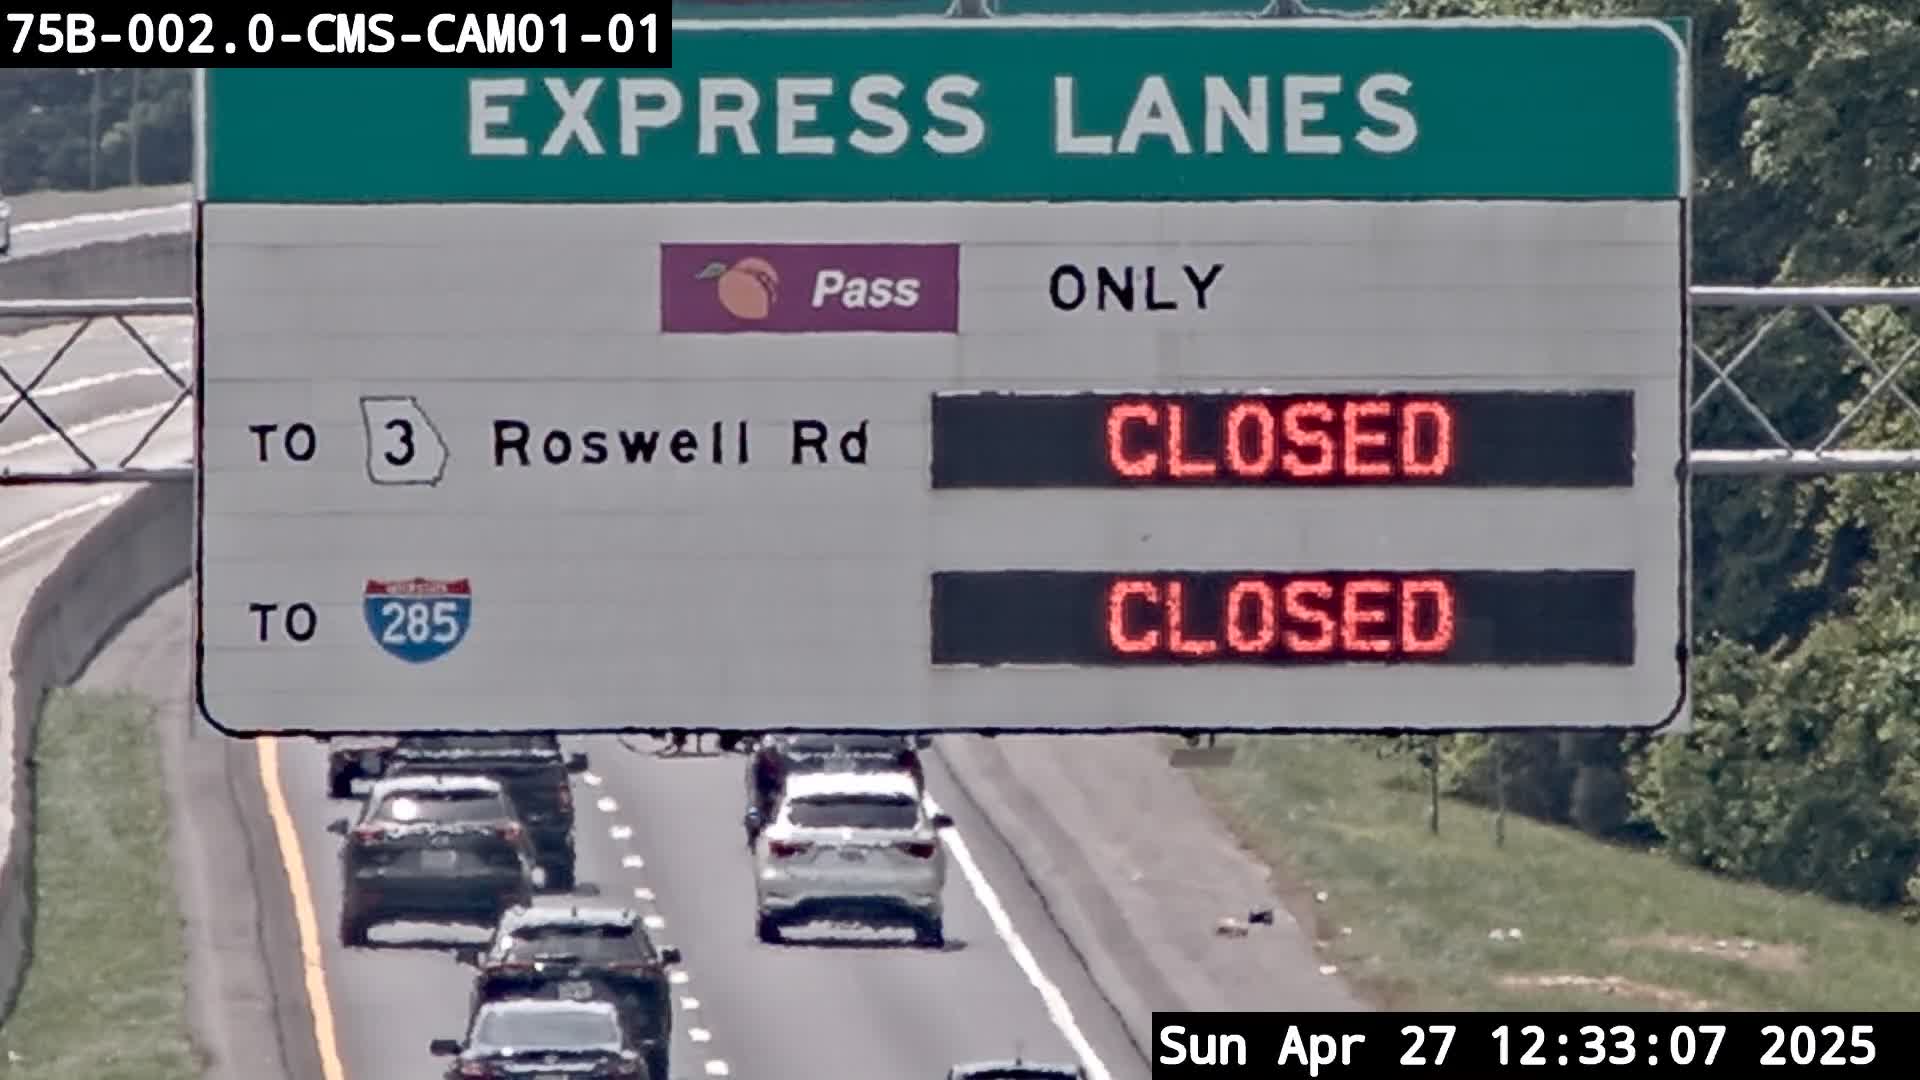 75B-002.0-CMS-CAM01-01
EXPRESS LANES
Pass ONLY
TO 3 Roswell Rd CLOSED
TO 285 CLOSED
Sun Apr 27 12:33:07 2025